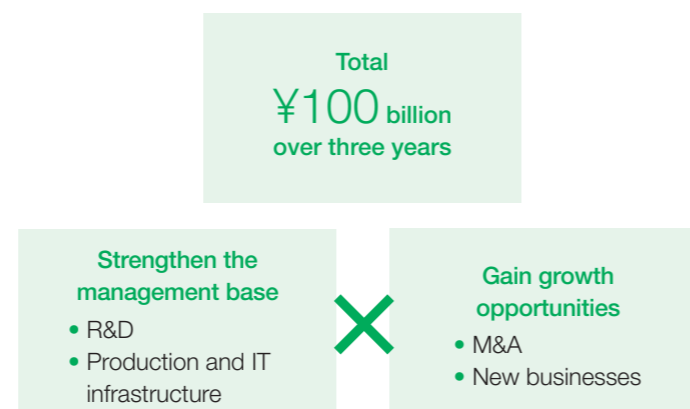 Total
¥100 billion
over three years
Strengthen the
management base
• R&D
• Production and IT
infrastructure
×
Gain growth
opportunities
• M&A
• New businesses